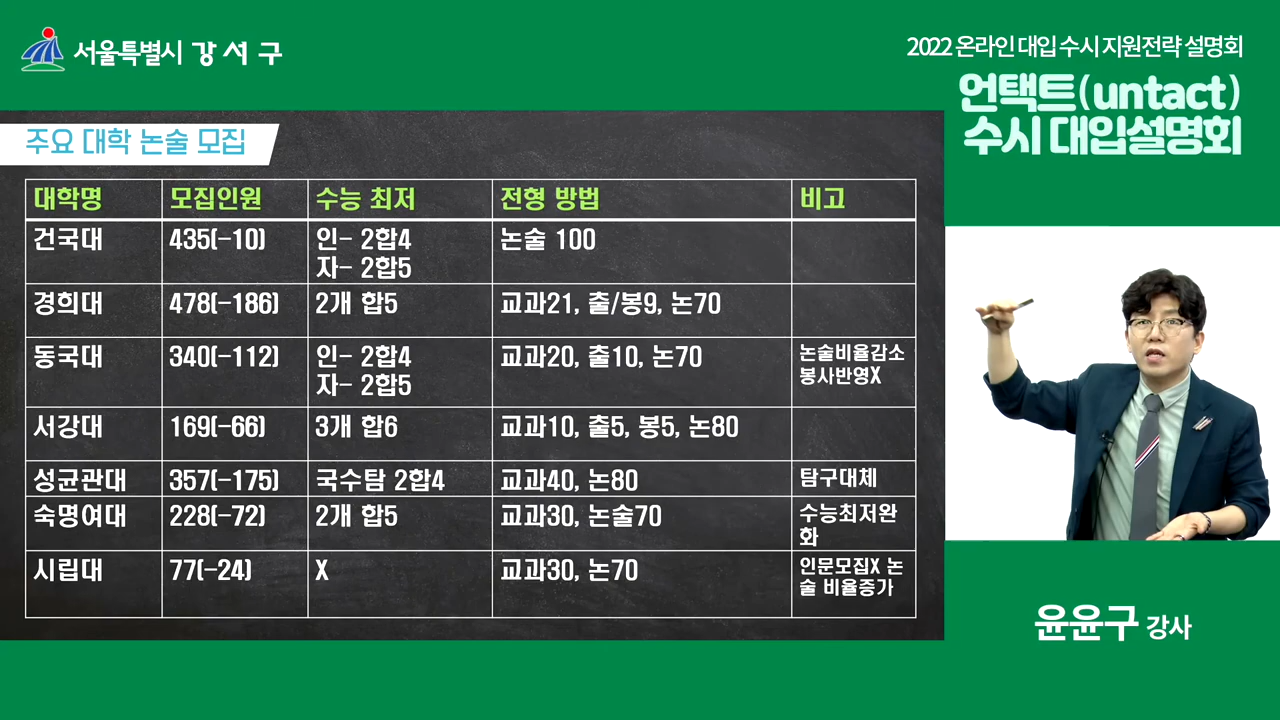 서울특별시 강서구
2022 온라인 대입 수시 지원전략 설명회
언택트(untact)
수시 대입설명회
주요 대학 논술 모집
대학명 모집인원 수능 최저 전형 방법 비고
건국대 435(-10) 인- 2합4 논술 100
자- 2합5
경희대 478(-186) 2개 합5 교과21, 출/봉9, 논70
동국대 340(-112) 인- 2합4 교과20, 출10, 논70 논술비율감소
자- 2합5 봉사반영X
서강대 169(-66) 3개 합6 교과10, 출5, 봉5, 논80
성균관대 357(-175) 국수탐 2합4 교과40, 논80 탐구대체
숙명여대 228(-72) 2개 합5 교과30, 논술70 수능최저완
화
시립대 77(-24) X 교과30, 논70 인문모집X 논
술 비율증가
윤윤구 강사